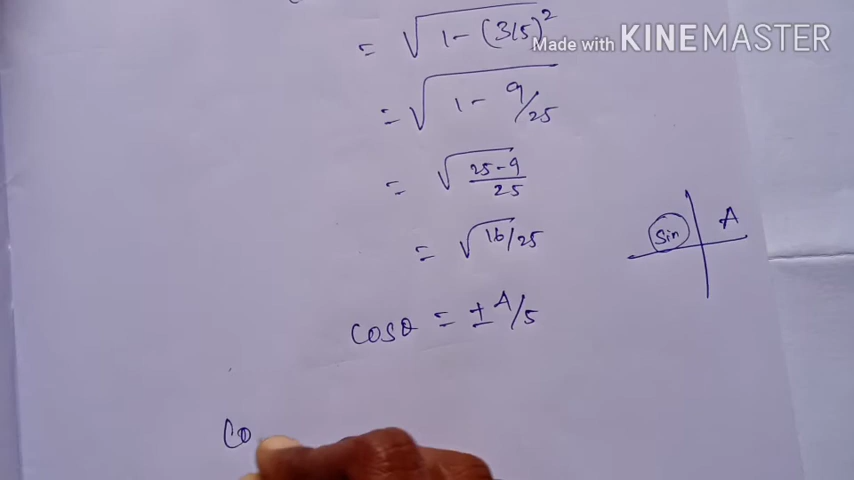 = √1 - (3/5)²
Made with KINEMASTER
= √1 - 9/25
= √25-9/25
= √16/25
sin A
cosθ = ± 4/5
Co